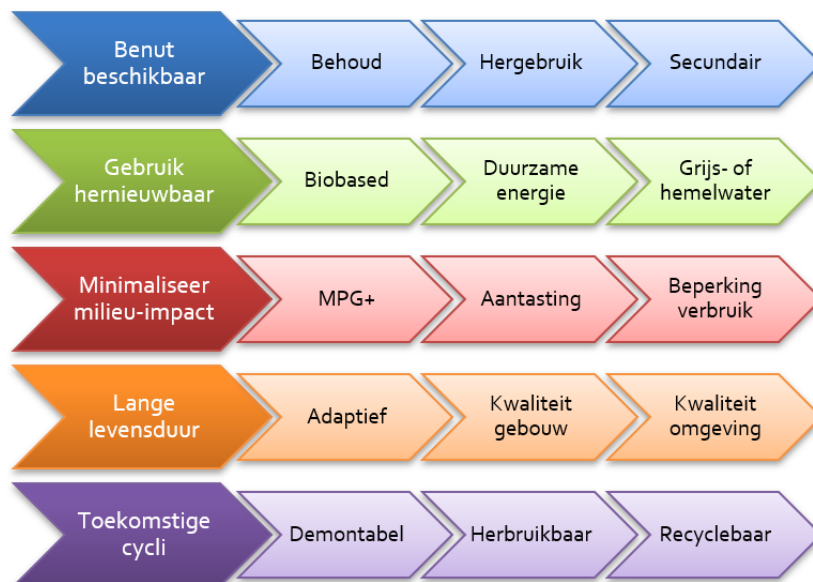 Benut
beschikbaar
Behoud
Hergebruik
Secundair
Gebruik
hernieuwbaar
Biobased
Duurzame
energie
Grijs- of
hemelwater
Minimaliseer
milieu-impact
MPG+
Aantasting
Beperking
verbruik
Lange
levensduur
Adaptief
Kwaliteit
gebouw
Kwaliteit
omgeving
Toekomstige
cycli
Demontabel
Herbruikbaar
Recyclebaar